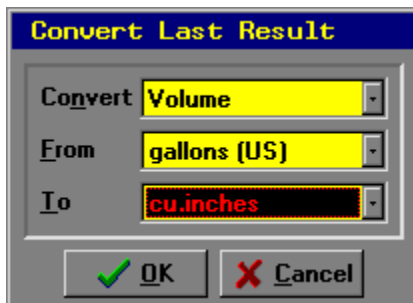 Convert Last Result
Convert Volume
From gallons (US)
To cu.inches
OK Cancel